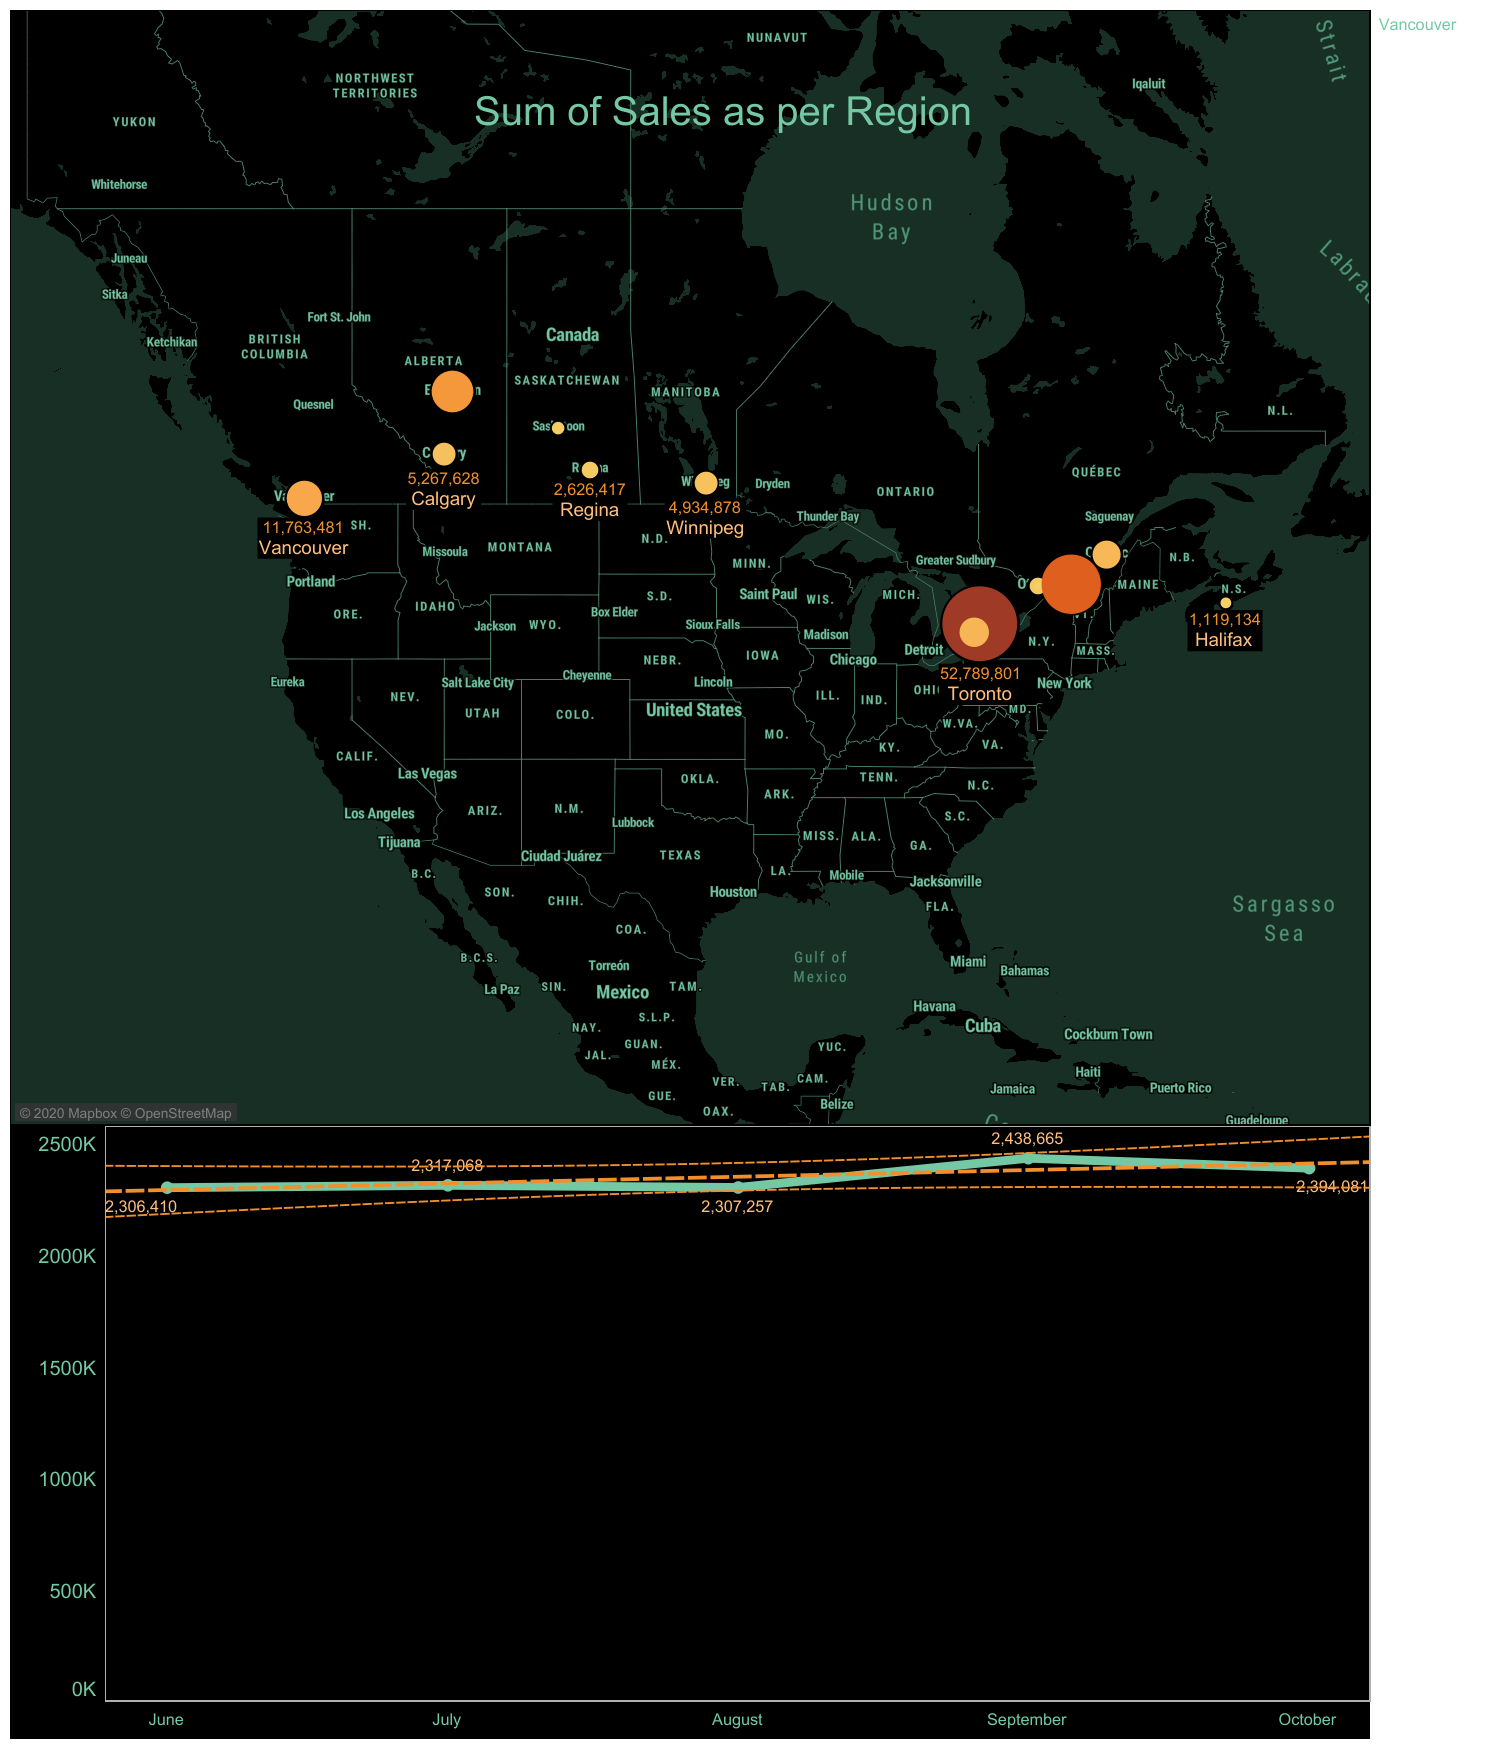 Vancouver
Strait
NUNAVUT
NORTHWEST
TERRITORIES
Iqaluit
Sum of Sales as per Region
YUKON
Whitehorse
Hudson
Bay
Juneau
Sitka
Fort St. John
Ketchikan
BRITISH
COLUMBIA
Canada
ALBERTA
SASKATCHEWAN
MANITOBA
Quesnel
N.L.
QUÉBEC
ONTARIO
Dryden
Thunder Bay
Saguenay
5,267,628
Calgary
2,626,417
Regina
4,934,878
Winnipeg
11,763,481
Vancouver
SH.
Missoula
MONTANA
N.D.
MINN.
Greater Sudbury
N.B.
Portland
MAINE
N.S.
ORE.
IDAHO
Jackson
WYO.
Box Elder
S.D.
Sioux Falls
Saint Paul
WIS.
MICH.
1,119,134
Halifax
Madison
Detroit
N.Y.
MASS.
Eureka
NEBR.
IOWA
Chicago
52,789,801
Toronto
New York
Salt Lake City
Cheyenne
Lincoln
NEV.
UTAH
COLO.
United States
ILL.
IND.
MD.
W.VA.
VA.
MO.
KY.
CALIF.
Las Vegas
OKLA.
TENN.
N.C.
Los Angeles
ARIZ.
N.M.
Lubbock
ARK.
S.C.
Tijuana
Ciudad Juárez
TEXAS
MISS.
ALA.
GA.
B.C.
SON.
CHIH.
LA.
Mobile
Jacksonville
Houston
FLA.
COA.
Sargasso
Sea
B.C.S.
La Paz
SIN.
Torreón
Mexico
TAM.
Gulf of
Mexico
Miami
Bahamas
Havana
Cuba
Cockburn Town
NAY.
S.L.P.
GUAN.
JAL.
MÉX.
YUC.
Haiti
GUE.
VER.
TAB.
CAM.
Jamaica
Puerto Rico
OAX.
Belize
Guadeloupe
© 2020 Mapbox © OpenStreetMap
2500K
2,438,665
2,317,068
2,306,410
2,307,257
2,394,081
2000K
1500K
1000K
500K
0K
June
July
August
September
October